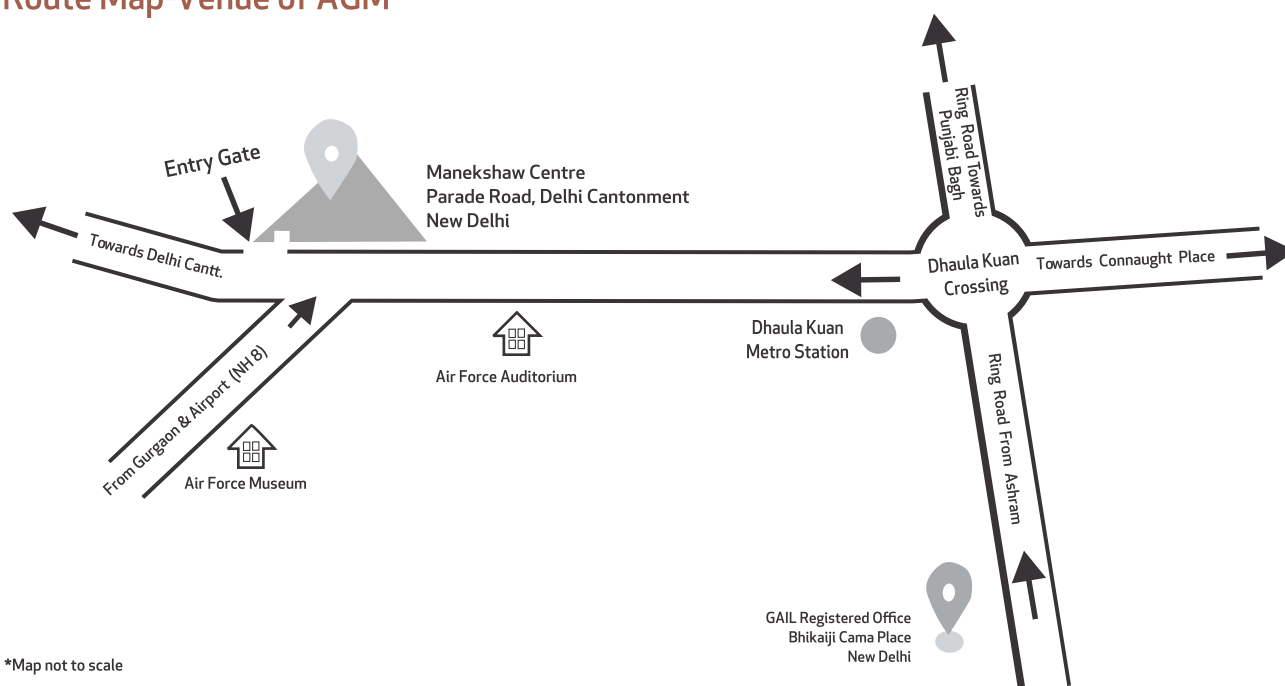 Route Map-Venue of AGM
Ring Road Towards
Punjabi Bagh
Entry Gate
Manekshaw Centre
Parade Road, Delhi Cantonment
New Delhi
Towards Delhi Cantt.
Dhaula Kuan
Crossing
Towards Connaught Place
Dhaula Kuan
Metro Station
Air Force Auditorium
From Gurgaon & Airport (NH 8)
Air Force Museum
Ring Road From Ashram
GAIL Registered Office
Bhikaiji Cama Place
New Delhi
*Map not to scale